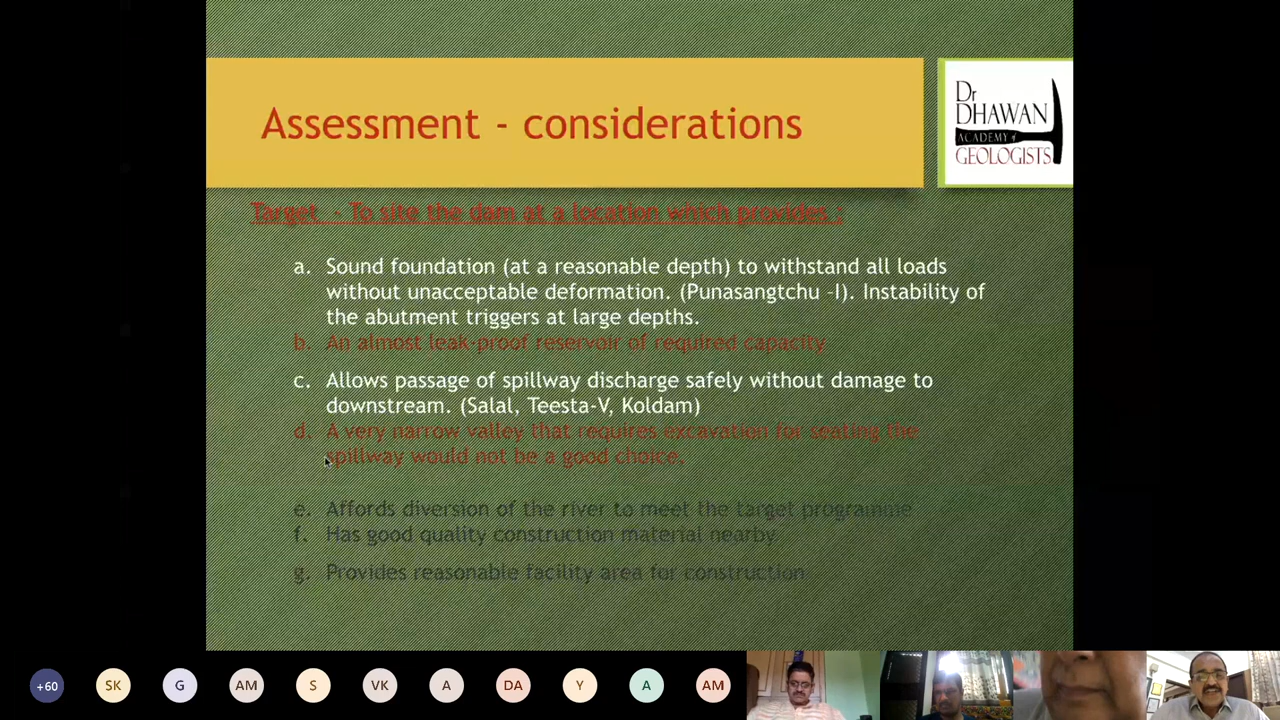 Assessment - considerations
Dr
DHAWAN
ACADEMY of
GEOLOGISTS
Target - To site the dam at a location which provides :
a. Sound foundation (at a reasonable depth) to withstand all loads
without unacceptable deformation. (Punasangtchu -I). Instability of
the abutment triggers at large depths.
b. An almost leak-proof reservoir of required capacity
c. Allows passage of spillway discharge safely without damage to
downstream. (Salal, Teesta-V, Koldam)
d. A very narrow valley that requires excavation for seating the
spillway would not be a good choice.
e. Affords diversion of the river to meet the target programme
f. Has good quality construction material nearby.
g. Provides reasonable facility area for construction
+60 SK G AM S VK A DA Y A AM